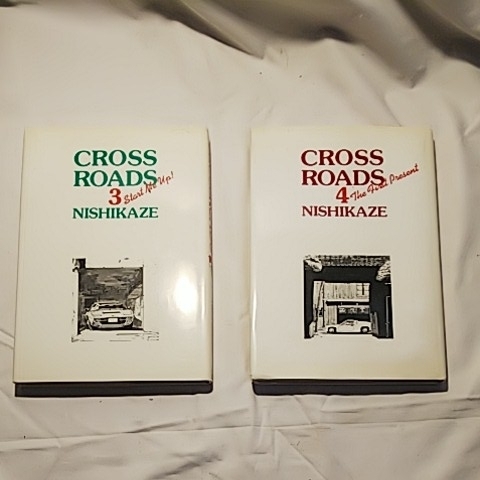 CROSS
ROADS
3 Start Me Up!
NISHIKAZE
CROSS
ROADS
4 The First Present
NISHIKAZE